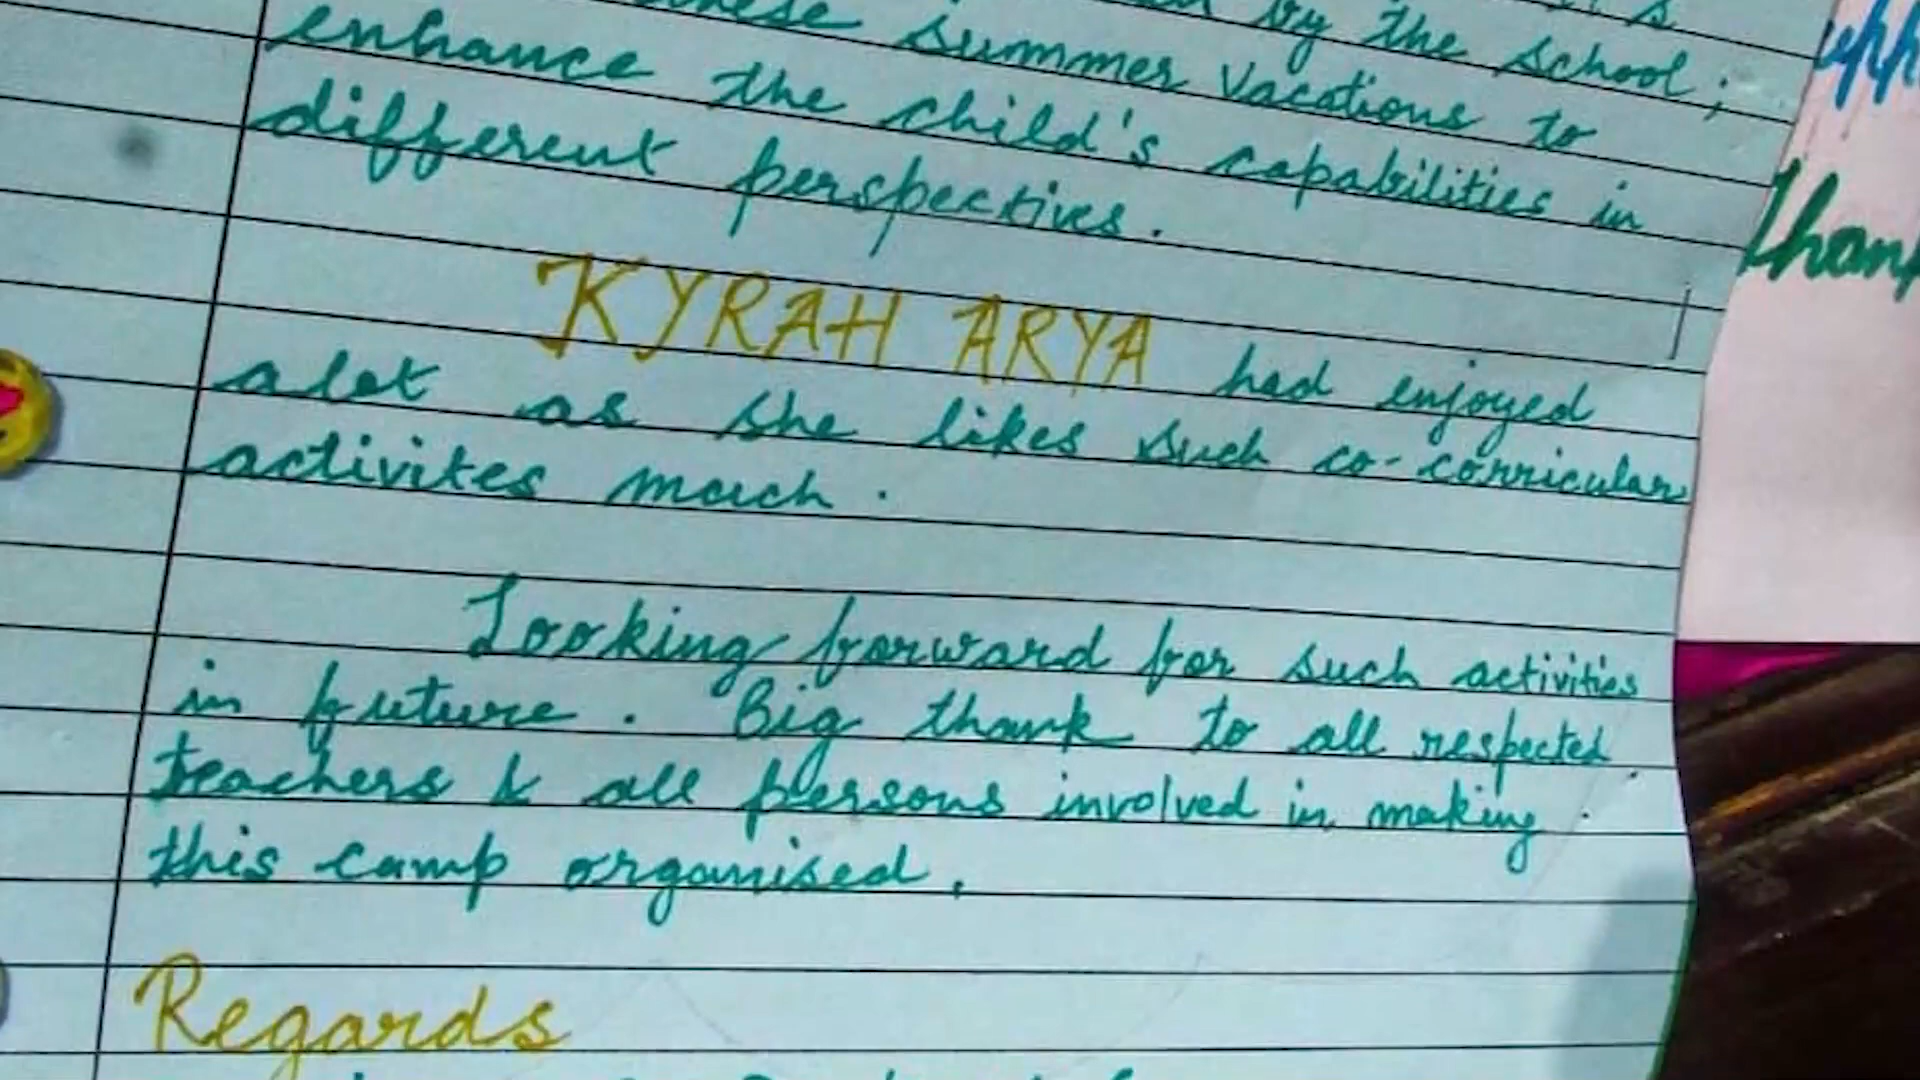 by the school;
these summer vacations to
enhance the child's capabilities in
different perspectives.
KYRAH ARYA had enjoyed
alot as she likes such co-corricular
activites much.
Looking forward for such activities
in future. Big thank to all respected
teachers & all persons involved in making
this camp organised.
Regards